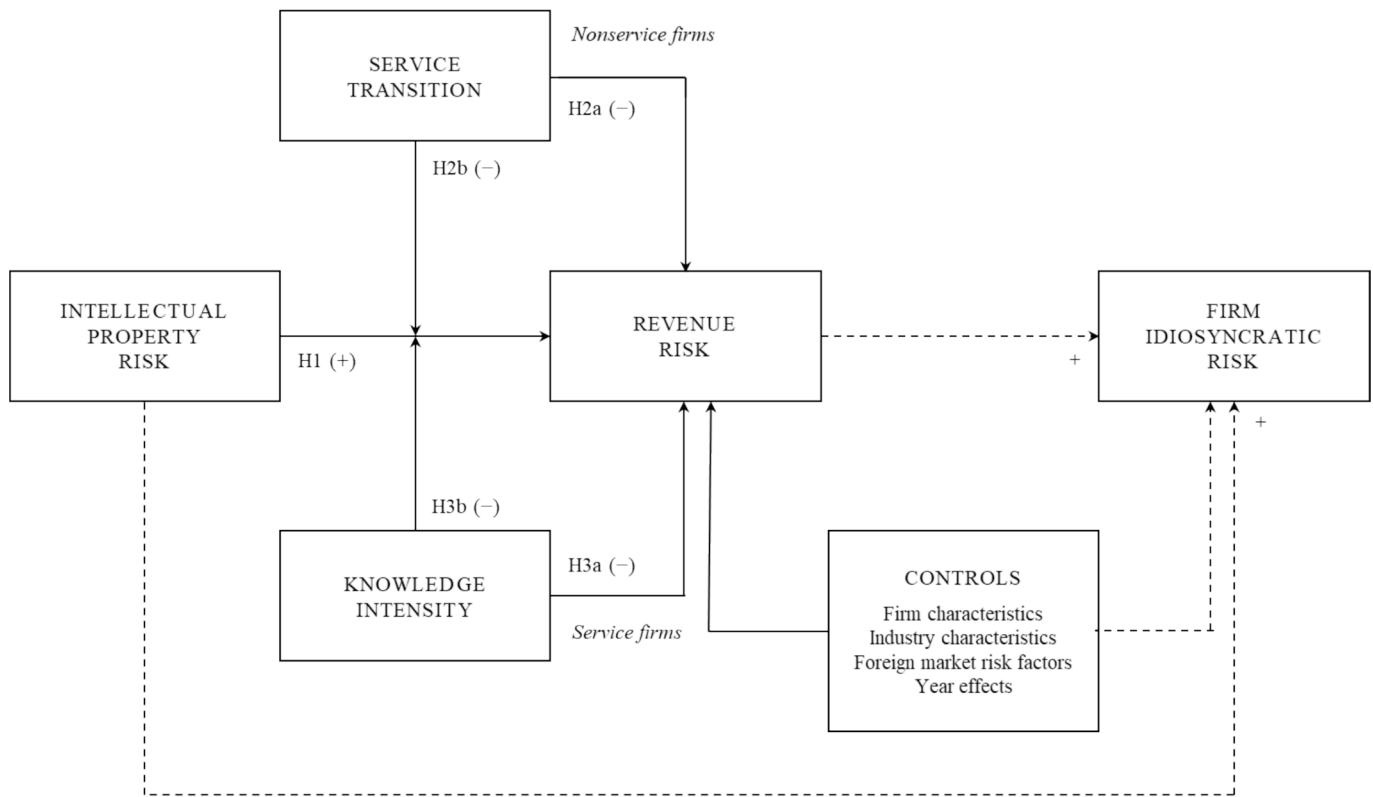 Nonservice firms
SERVICE
TRANSITION
H2a (−)
H2b (−)
INTELLECTUAL
PROPERTY
RISK
H1 (+)
REVENUE
RISK
+
FIRM
IDIOSYNCRATIC
RISK
+
H3b (−)
KNOWLEDGE
INTENSITY
H3a (−)
Service firms
CONTROLS
Firm characteristics
Industry characteristics
Foreign market risk factors
Year effects